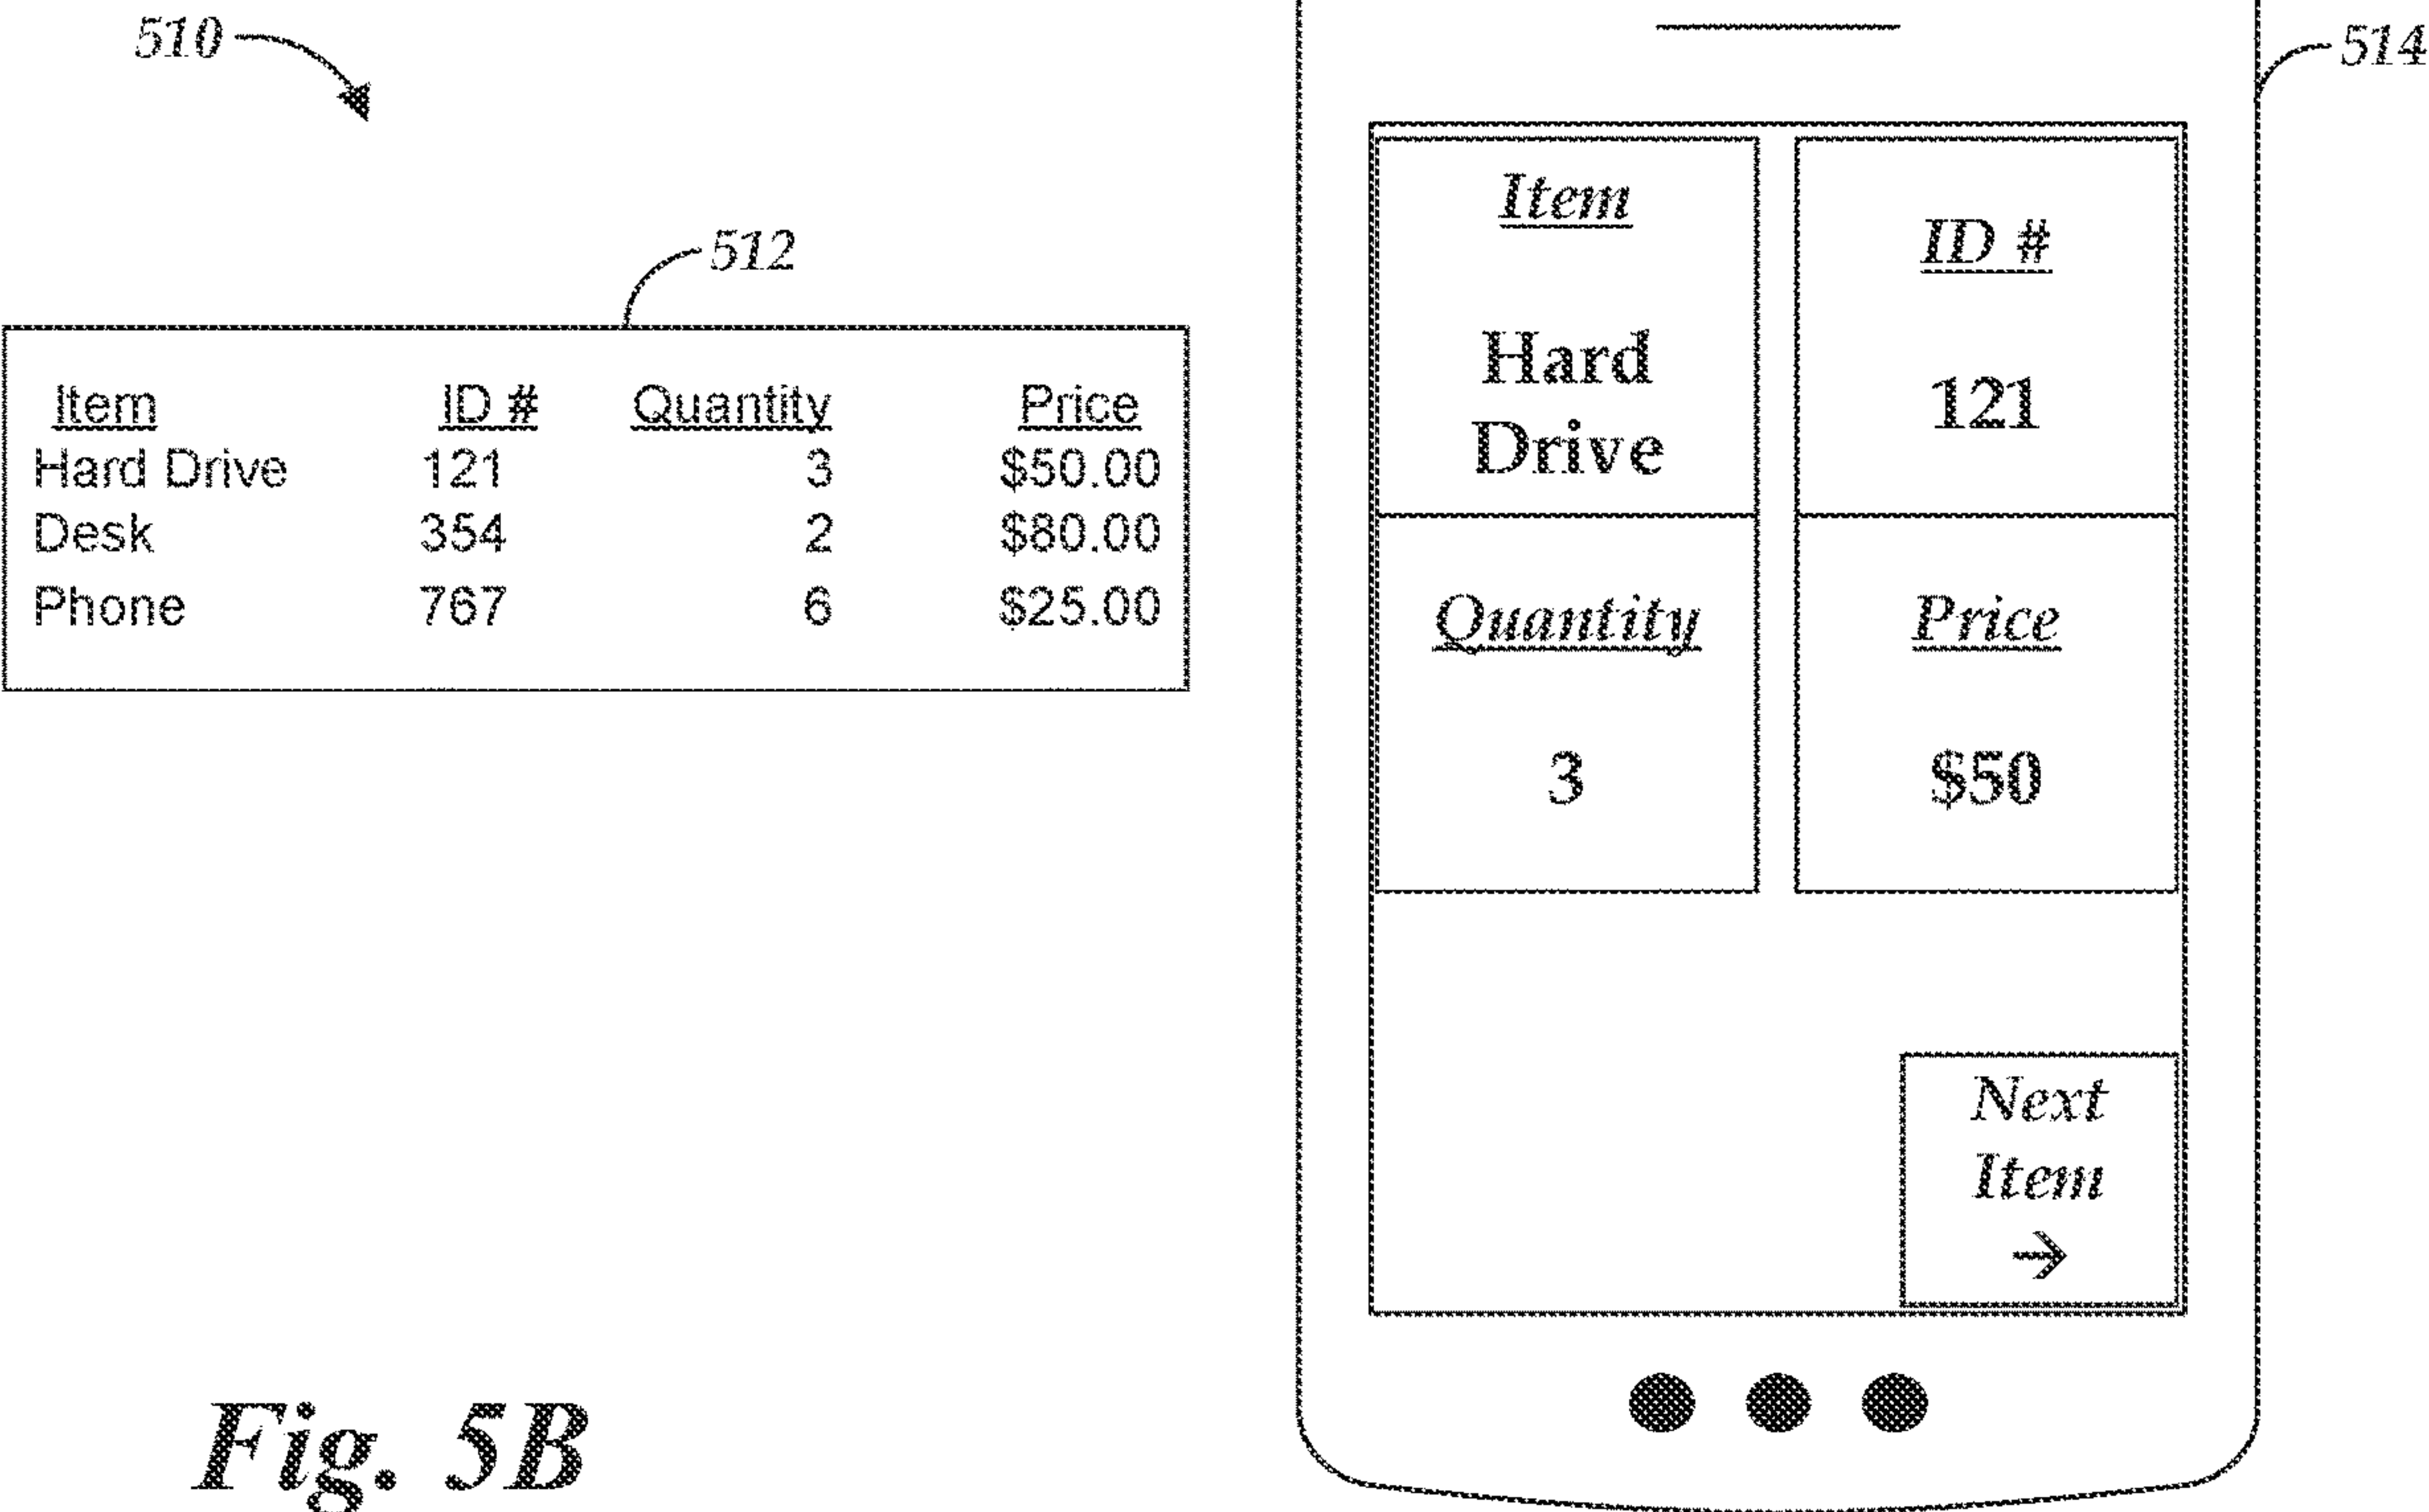 510
512
Item ID # Quantity Price
Hard Drive 121 3 $50.00
Desk 354 2 $80.00
Phone 767 6 $25.00
514
Item
Hard
Drive
ID #
121
Quantity
3
Price
$50
Next
Item
→
Fig. 5B